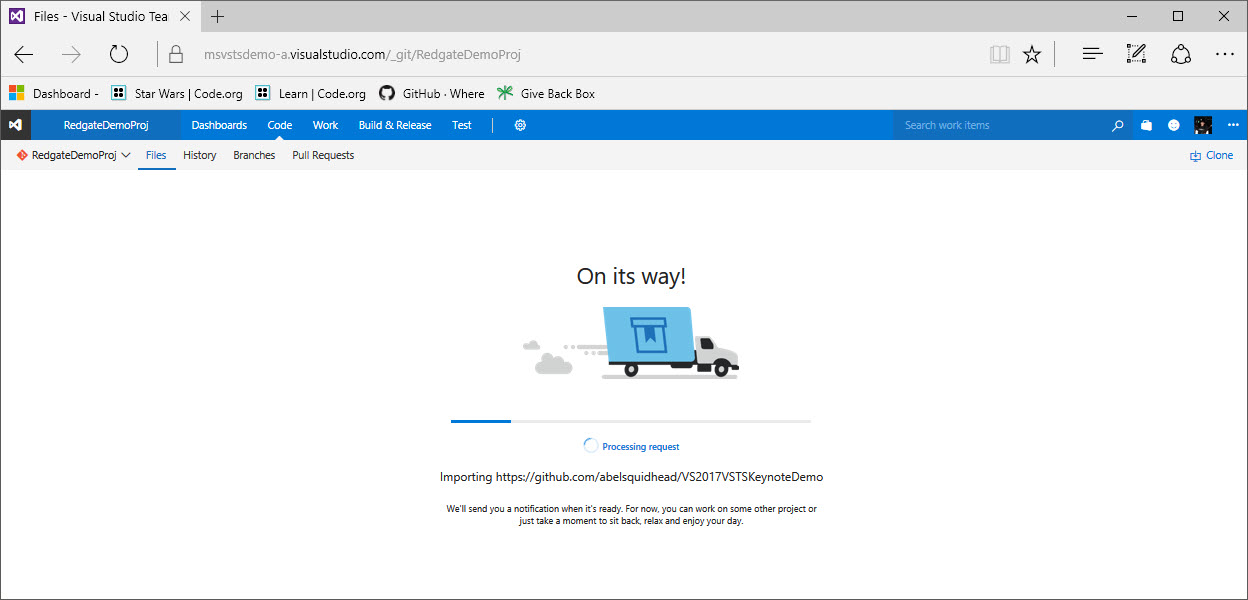 Files - Visual Studio Tea
msvstsdemo-a.visualstudio.com/_git/RedgateDemoProj
Dashboard - Star Wars | Code.org Learn | Code.org GitHub · Where Give Back Box
RedgateDemoProj Dashboards Code Work Build & Release Test Search work items
RedgateDemoProj Files History Branches Pull Requests Clone
On its way!
Processing request
Importing https://github.com/abelsquidhead/VS2017VSTSKeynoteDemo
We'll send you a notification when it's ready. For now, you can work on some other project or
just take a moment to sit back, relax and enjoy your day.